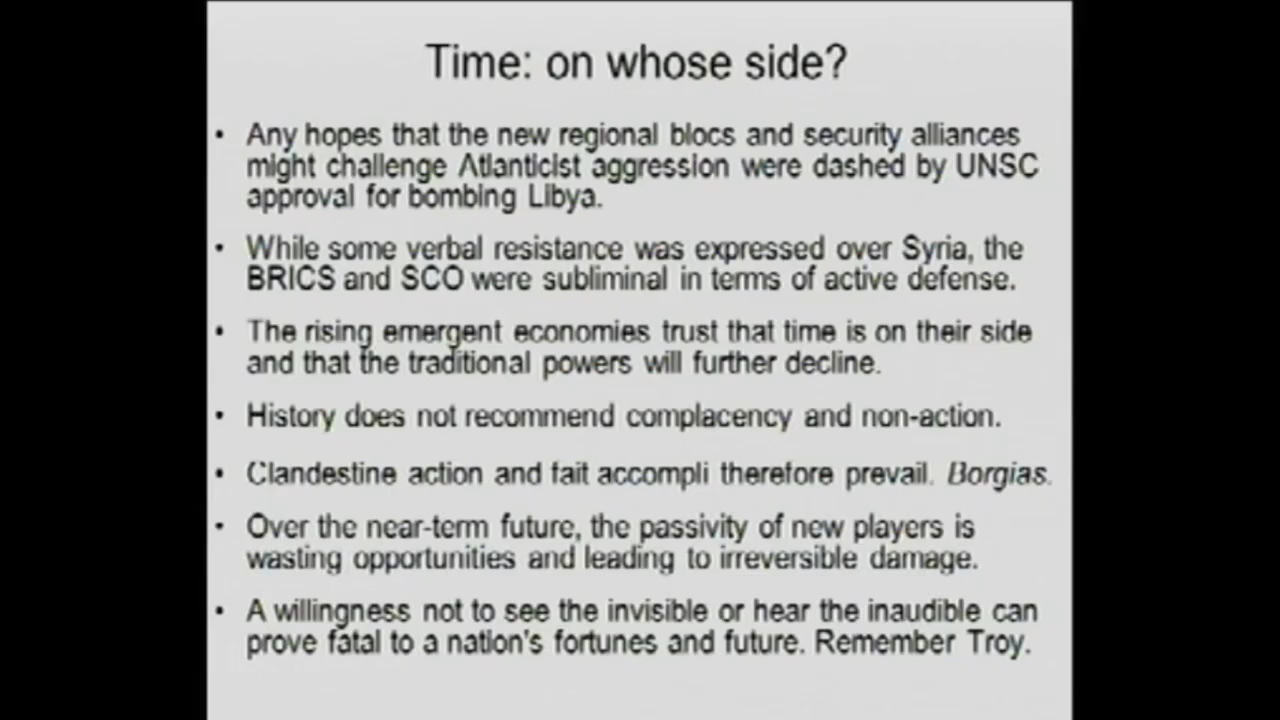 Time: on whose side?
• Any hopes that the new regional blocs and security alliances
might challenge Atlanticist aggression were dashed by UNSC
approval for bombing Libya.
• While some verbal resistance was expressed over Syria, the
BRICS and SCO were subliminal in terms of active defense.
• The rising emergent economies trust that time is on their side
and that the traditional powers will further decline.
• History does not recommend complacency and non-action.
• Clandestine action and fait accompli therefore prevail. Borgias.
• Over the near-term future, the passivity of new players is
wasting opportunities and leading to irreversible damage.
• A willingness not to see the invisible or hear the inaudible can
prove fatal to a nation's fortunes and future. Remember Troy.